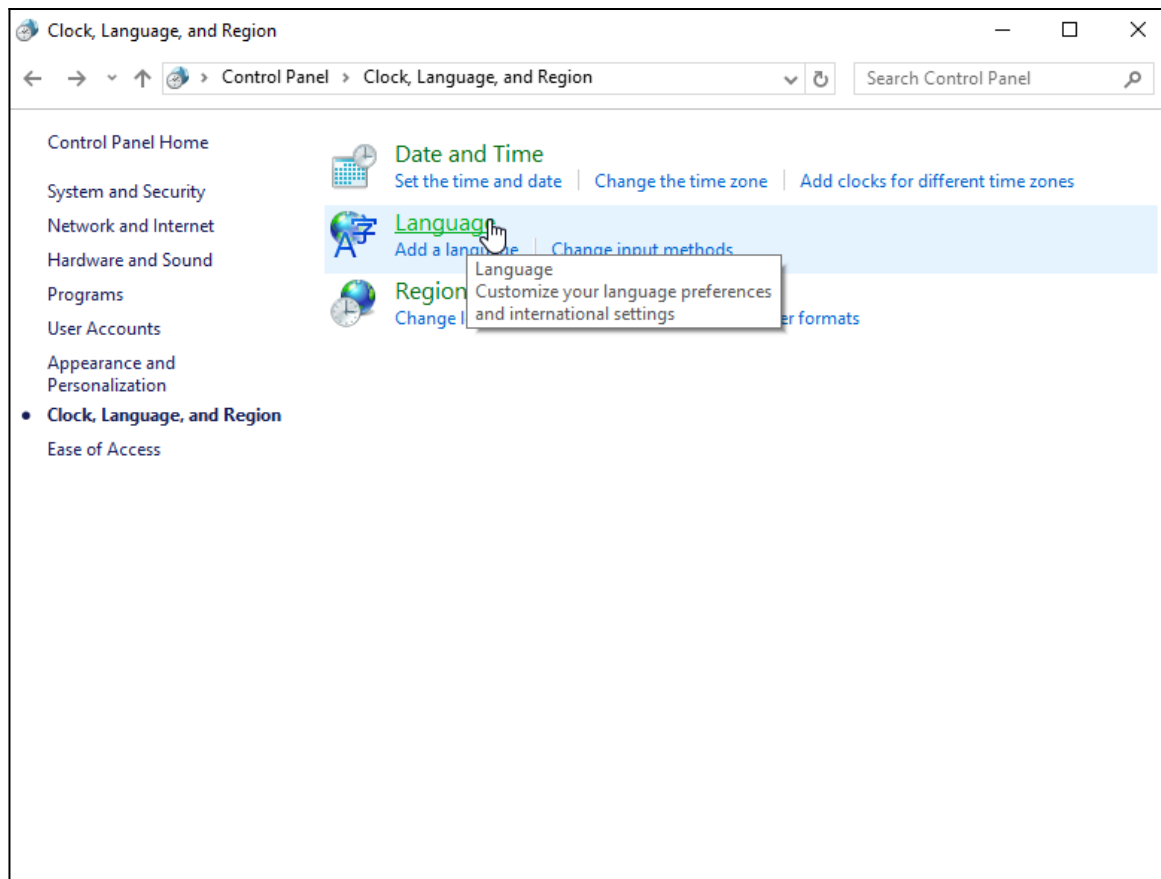 Clock, Language, and Region
Control Panel > Clock, Language, and Region
Search Control Panel
Control Panel Home
System and Security
Network and Internet
Hardware and Sound
Programs
User Accounts
Appearance and
Personalization
Clock, Language, and Region
Ease of Access
Date and Time
Set the time and date | Change the time zone | Add clocks for different time zones
Language
Add a language | Change input methods
Language
Customize your language preferences
and international settings
Region
Change formats